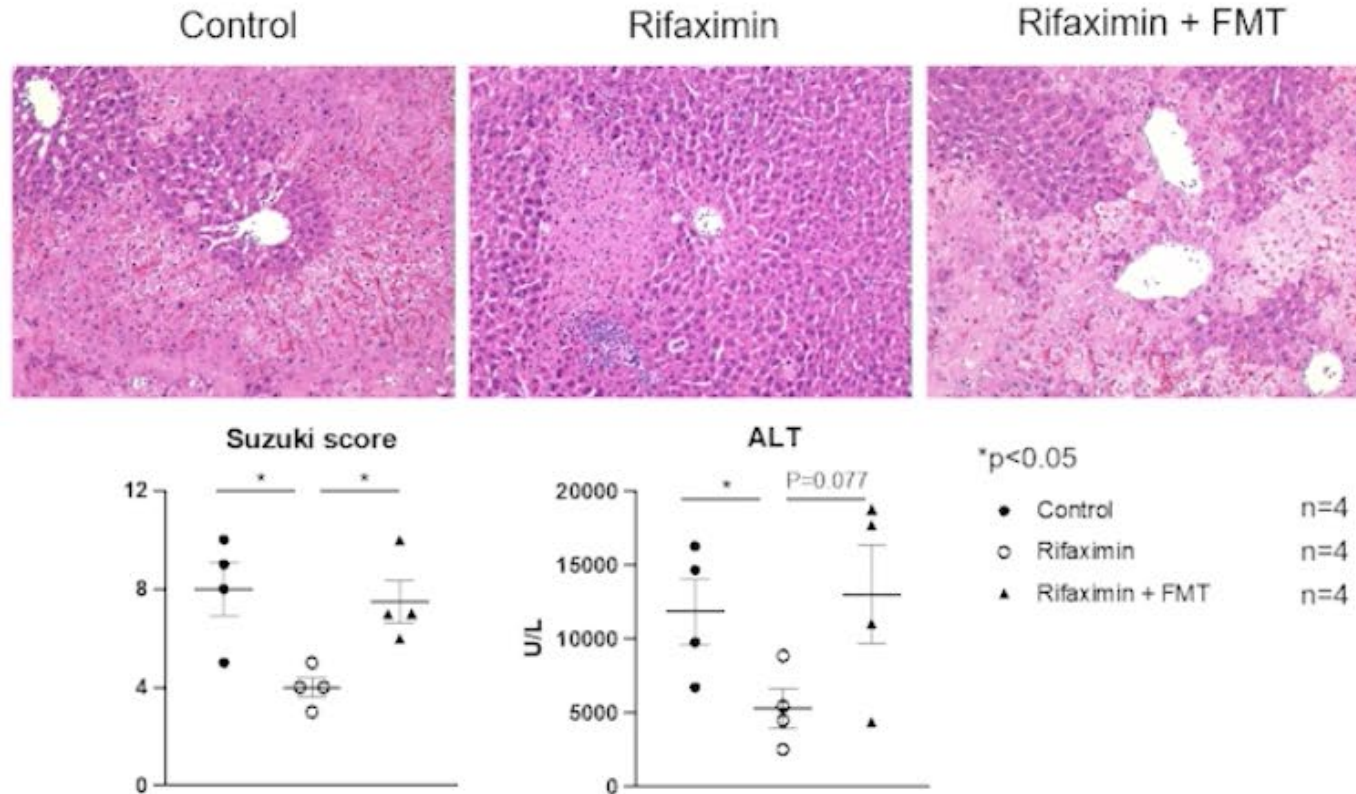 Control
Rifaximin
Rifaximin + FMT
Suzuki score
*
*
12
8
4
0
ALT
*
P=0.077
U/L
20000
15000
10000
5000
0
*p<0.05
Control n=4
Rifaximin n=4
Rifaximin + FMT n=4